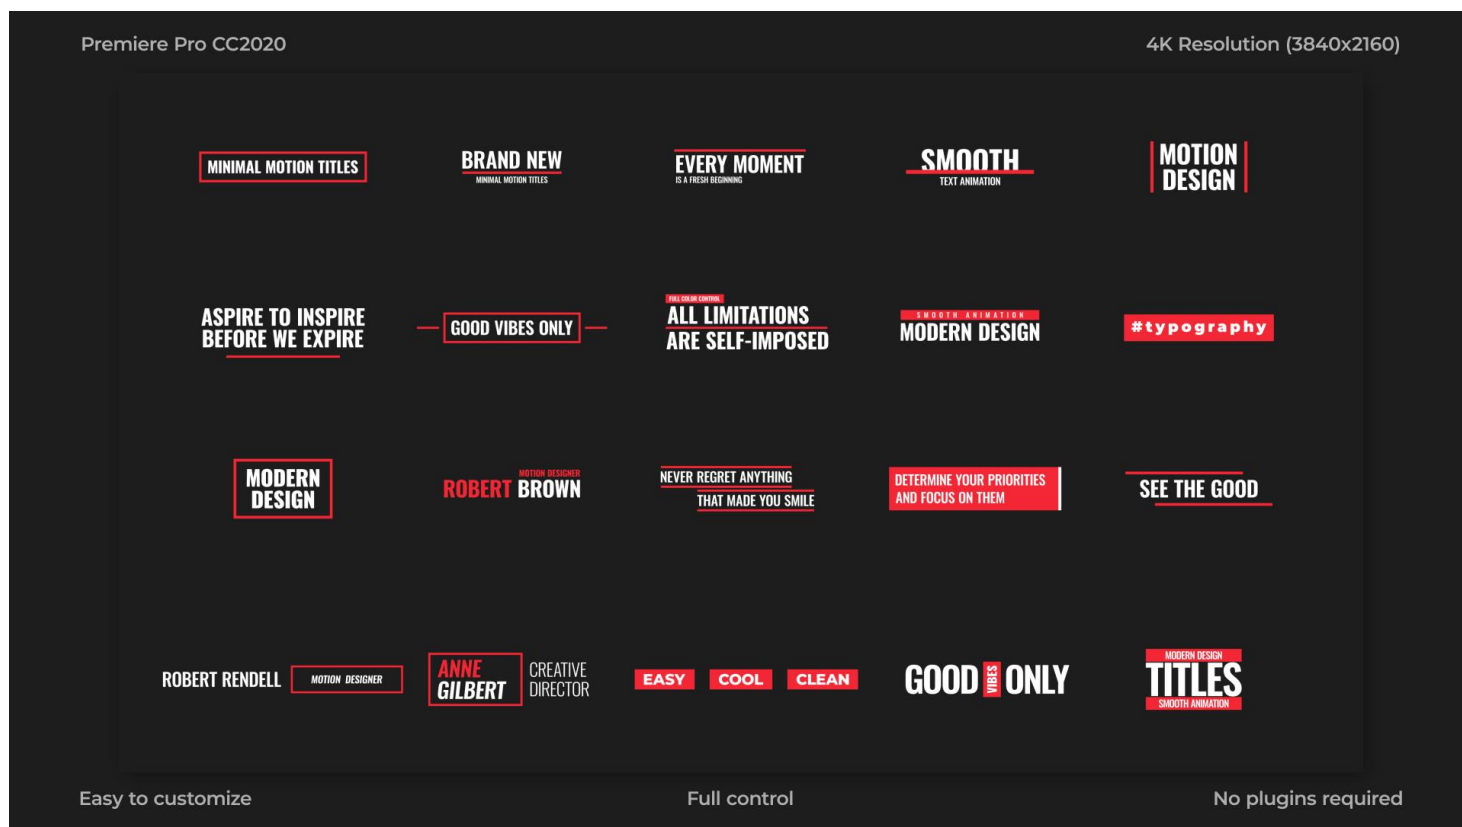 Premiere Pro CC2020
4K Resolution (3840x2160)
MINIMAL MOTION TITLES
BRAND NEW
MINIMAL MOTION TITLES
EVERY MOMENT
IS A FRESH BEGINNING
SMOOTH
TEXT ANIMATION
MOTION
DESIGN
ASPIRE TO INSPIRE
BEFORE WE EXPIRE
GOOD VIBES ONLY
FULL COLOR CONTROL
ALL LIMITATIONS
ARE SELF-IMPOSED
SMOOTH ANIMATION
MODERN DESIGN
#typography
MODERN
DESIGN
MOTION DESIGNER
ROBERT BROWN
NEVER REGRET ANYTHING
THAT MADE YOU SMILE
DETERMINE YOUR PRIORITIES
AND FOCUS ON THEM
SEE THE GOOD
ROBERT RENDELL
MOTION DESIGNER
ANNE
GILBERT
CREATIVE
DIRECTOR
EASY
COOL
CLEAN
GOOD VIBES ONLY
MODERN DESIGN
TITLES
SMOOTH ANIMATION
Easy to customize
Full control
No plugins required